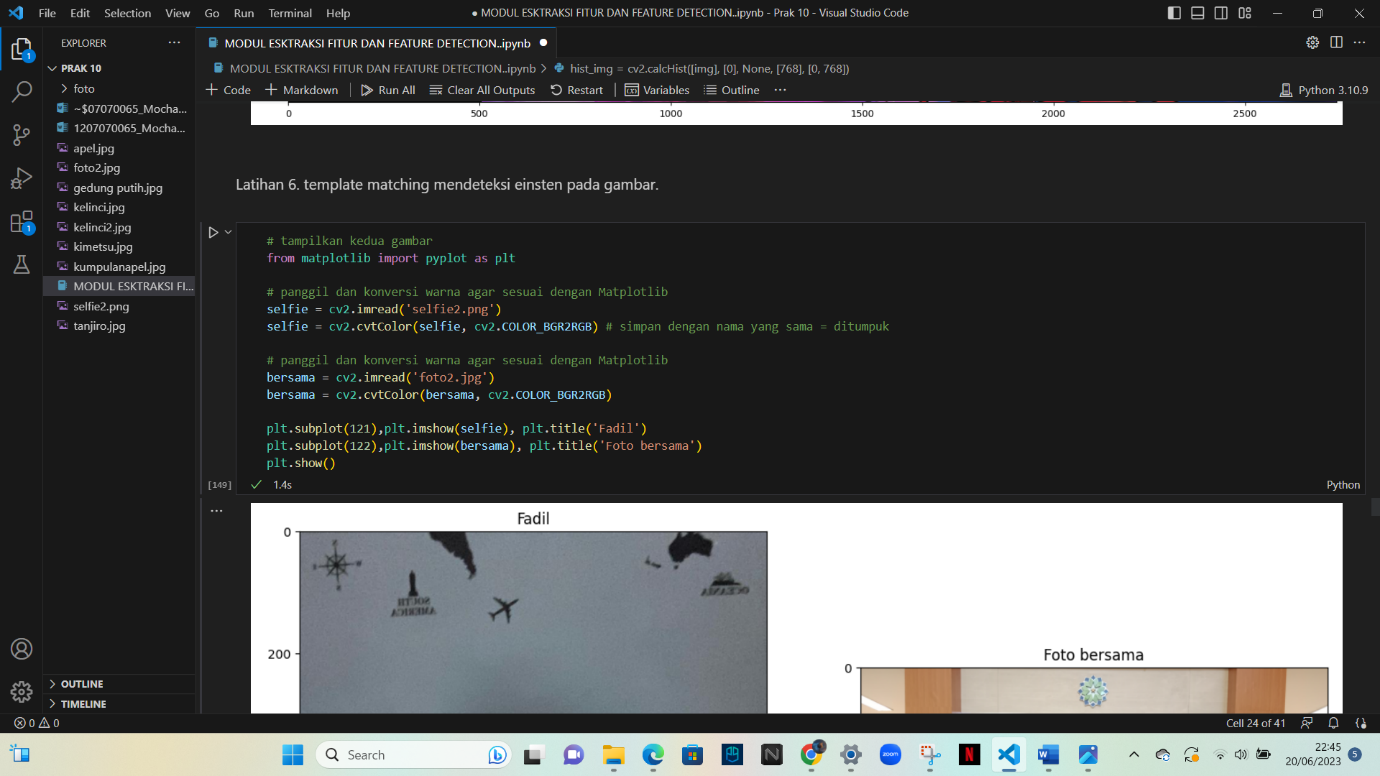 File Edit Selection View Go Run Terminal Help
● MODUL ESKTRAKSI FITUR DAN FEATURE DETECTION..ipynb - Prak 10 - Visual Studio Code
EXPLORER
PRAK 10
foto
~$07070065_Mocha...
1207070065_Mocha...
apel.jpg
foto2.jpg
gedung putih.jpg
kelinci.jpg
kelinci2.jpg
kimetsu.jpg
kumpulanapel.jpg
MODUL ESKTRAKSI FI...
selfie2.png
tanjiro.jpg
OUTLINE
TIMELINE
1
1
MODUL ESKTRAKSI FITUR DAN FEATURE DETECTION..ipynb ●
MODUL ESKTRAKSI FITUR DAN FEATURE DETECTION..ipynb > hist_img = cv2.calcHist([img], [0], None, [768], [0, 768])
+ Code + Markdown Run All Clear All Outputs Restart Variables Outline ... Python 3.10.9
0 500 1000 1500 2000 2500
Latihan 6. template matching mendeteksi einsten pada gambar.
# tampilkan kedua gambar
from matplotlib import pyplot as plt
# panggil dan konversi warna agar sesuai dengan Matplotlib
selfie = cv2.imread('selfie2.png')
selfie = cv2.cvtColor(selfie, cv2.COLOR_BGR2RGB) # simpan dengan nama yang sama = ditumpuk
# panggil dan konversi warna agar sesuai dengan Matplotlib
bersama = cv2.imread('foto2.jpg')
bersama = cv2.cvtColor(bersama, cv2.COLOR_BGR2RGB)
plt.subplot(121),plt.imshow(selfie), plt.title('Fadil')
plt.subplot(122),plt.imshow(bersama), plt.title('Foto bersama')
plt.show()
[149] 1.4s Python
Fadil
0
200
SOUTH
AMERICA
OCEANIA
Foto bersama
0
0 0
Cell 24 of 41
Search
zoom
22:45
20/06/2023
5